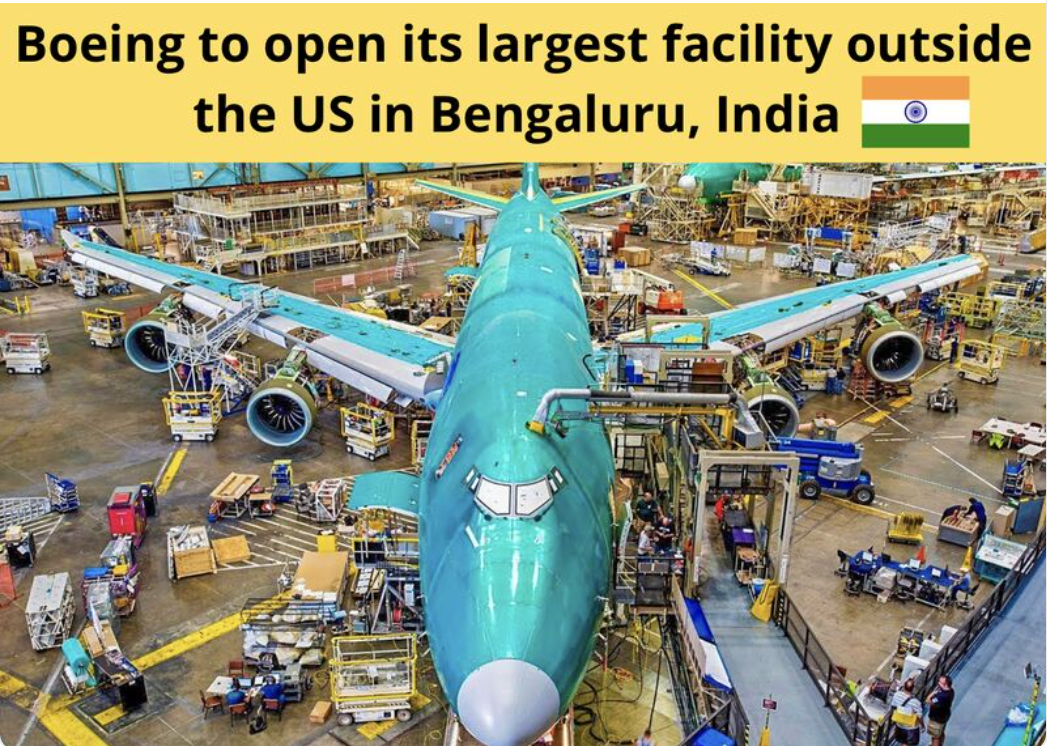 Boeing to open its largest facility outside
the US in Bengaluru, India